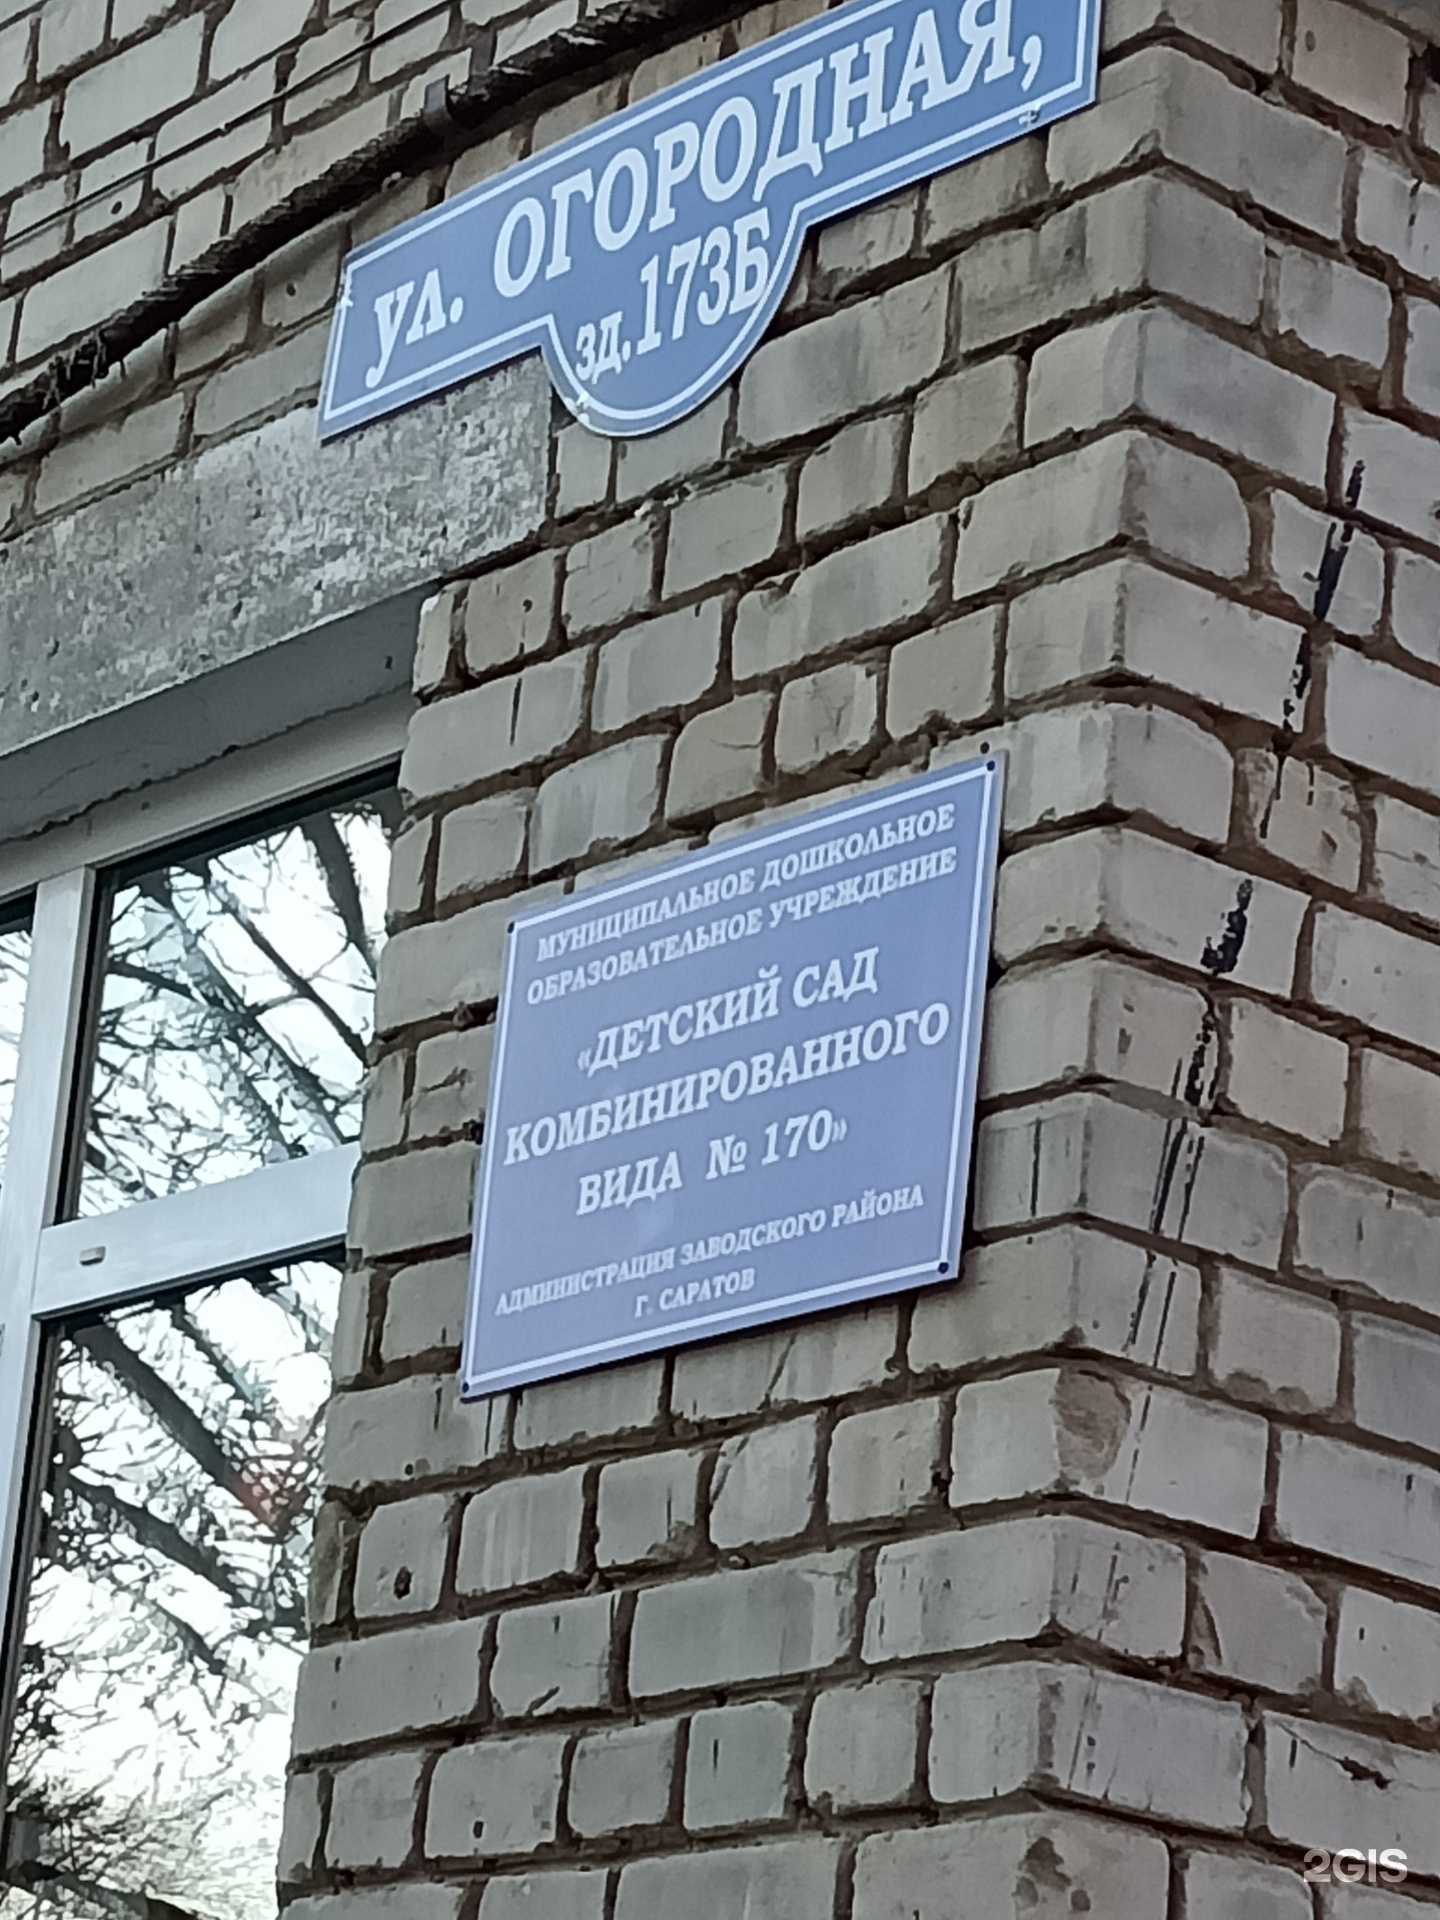 ул. ОГОРОДНАЯ,
зд.173Б
МУНИЦИПАЛЬНОЕ ДОШКОЛЬНОЕ
ОБРАЗОВАТЕЛЬНОЕ УЧРЕЖДЕНИЕ
«ДЕТСКИЙ САД
КОМБИНИРОВАННОГО
ВИДА № 170»
АДМИНИСТРАЦИЯ ЗАВОДСКОГО РАЙОНА
Г. САРАТОВ
2GIS